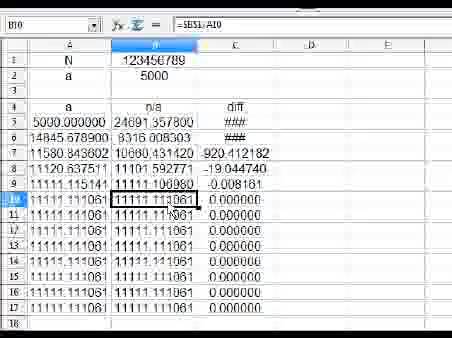 B10 =$B$1/A10
A B C D E
1 N 123456789
2 a 5000
3
4 a n/a diff
5 5000.000000 24691.357800 ###
6 14845.678900 8316.008303 ###
7 11580.843602 10660.431420 -920.412182
8 11120.637511 11101.592771 -19.044740
9 11111.115141 11111.106980 -0.008161
10 11111.111061 11111.111061 0.000000
11 11111.111061 11111.111061 0.000000
12 11111.111061 11111.111061 0.000000
13 11111.111061 11111.111061 0.000000
14 11111.111061 11111.111061 0.000000
15 11111.111061 11111.111061 0.000000
16 11111.111061 11111.111061 0.000000
17 11111.111061 11111.111061 0.000000
18